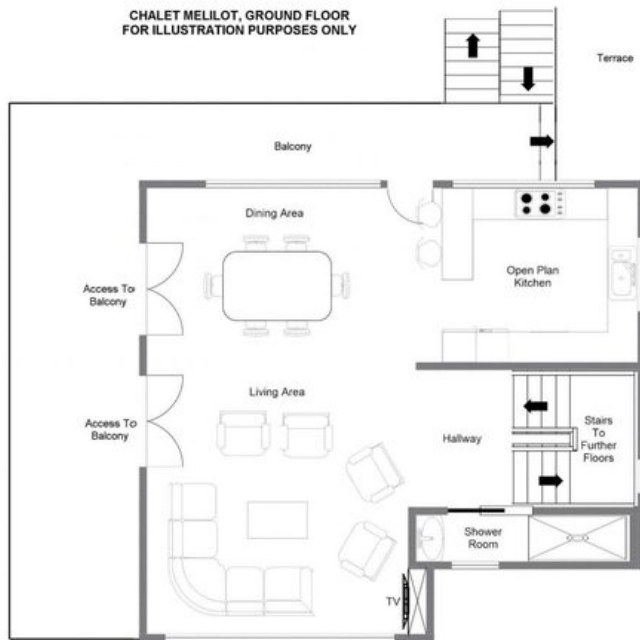 CHALET MELILOT, GROUND FLOOR
FOR ILLUSTRATION PURPOSES ONLY
Terrace
Balcony
Dining Area
Open Plan
Kitchen
Access To
Balcony
Living Area
Access To
Balcony
Hallway
Stairs
To
Further
Floors
Shower
Room
TV